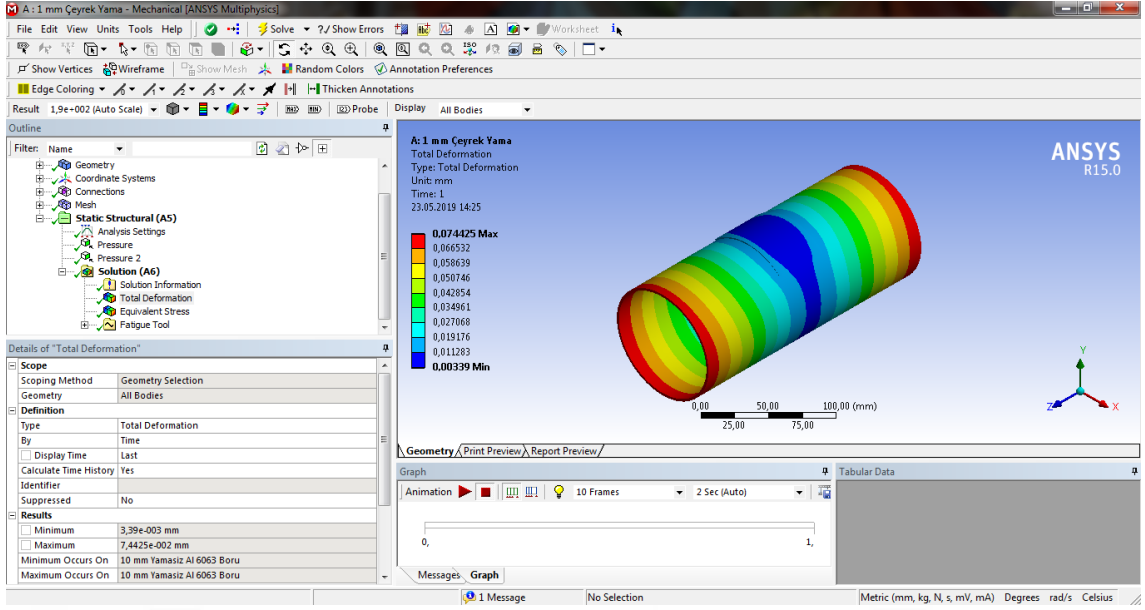 A : 1 mm Çeyrek Yama - Mechanical [ANSYS Multiphysics]
File Edit View Units Tools Help Solve ?/ Show Errors Worksheet
Show Vertices Wireframe Show Mesh Random Colors Annotation Preferences
Edge Coloring Thicken Annotations
Result 1,9e+002 (Auto Scale) Probe Display All Bodies
Outline
Filter: Name
Geometry
Coordinate Systems
Connections
Mesh
Static Structural (A5)
Analysis Settings
Pressure
Pressure 2
Solution (A6)
Solution Information
Total Deformation
Equivalent Stress
Fatigue Tool
Details of "Total Deformation"
Scope
Scoping Method Geometry Selection
Geometry All Bodies
Definition
Type Total Deformation
By Time
Display Time Last
Calculate Time History Yes
Identifier
Suppressed No
Results
Minimum 3,39e-003 mm
Maximum 7,4425e-002 mm
Minimum Occurs On 10 mm Yamasiz Al 6063 Boru
Maximum Occurs On 10 mm Yamasiz Al 6063 Boru
A: 1 mm Çeyrek Yama
Total Deformation
Type: Total Deformation
Unit: mm
Time: 1
23.05.2019 14:25
0,074425 Max
0,066532
0,058639
0,050746
0,042854
0,034961
0,027068
0,019176
0,011283
0,00339 Min
ANSYS
R15.0
0,00 50,00 100,00 (mm)
25,00 75,00
Y
Z X
Geometry Print Preview Report Preview
Graph
Animation 10 Frames 2 Sec (Auto)
0, 1,
Messages Graph
Tabular Data
1 Message No Selection Metric (mm, kg, N, s, mV, mA) Degrees rad/s Celsius